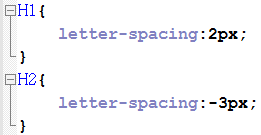 H1{
letter-spacing:2px;
}
H2{
letter-spacing:-3px;
}